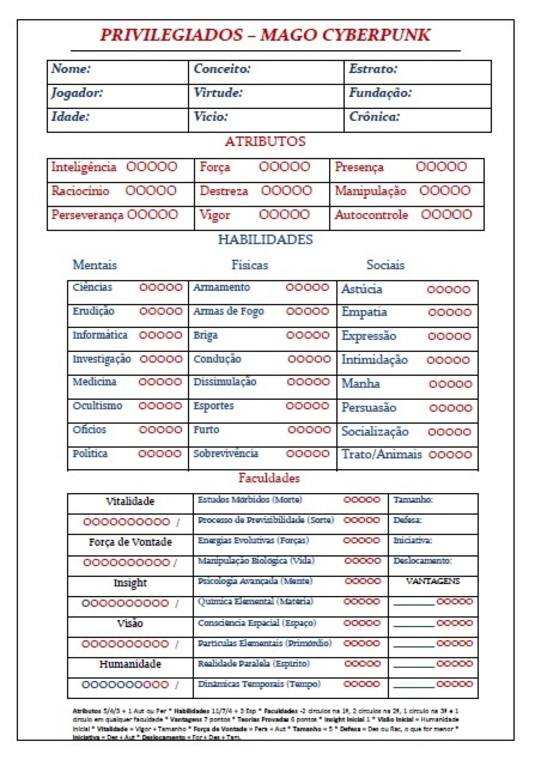 PRIVILEGIADOS – MAGO CYBERPUNK
Nome: Conceito: Estrato:
Jogador: Virtude: Fundação:
Idade: Vicio: Crônica:
ATRIBUTOS
Inteligência OOOOO Força OOOOO Presença OOOOO
Raciocínio OOOOO Destreza OOOOO Manipulação OOOOO
Perseverança OOOOO Vigor OOOOO Autocontrole OOOOO
HABILIDADES
Mentais Físicas Sociais
Ciências OOOOO Armamento OOOOO Astúcia OOOOO
Erudição OOOOO Armas de Fogo OOOOO Empatia OOOOO
Informática OOOOO Briga OOOOO Expressão OOOOO
Investigação OOOOO Condução OOOOO Intimidação OOOOO
Medicina OOOOO Dissimulação OOOOO Manha OOOOO
Ocultismo OOOOO Esportes OOOOO Persuasão OOOOO
Ofícios OOOOO Furto OOOOO Socialização OOOOO
Política OOOOO Sobrevivência OOOOO Trato/Animais OOOOO
Faculdades
Vitalidade Estudos Mórbidos (Morte) OOOOO Tamanho:
OOOOOOOOOO / Processo de Previsibilidade (Sorte) OOOOO Defesa:
Força de Vontade Energias Evolutivas (Forças) OOOOO Iniciativa:
OOOOOOOOOO / Manipulação Biológica (Vida) OOOOO Deslocamento:
Insight Psicologia Avançada (Mente) OOOOO VANTAGENS
OOOOOOOOOO / Química Elemental (Matéria) OOOOO ________ OOOOO
Visão Consciência Espacial (Espaço) OOOOO ________ OOOOO
OOOOOOOOOO / Partículas Elementais (Primórdio) OOOOO ________ OOOOO
Humanidade Realidade Paralela (Espírito) OOOOO ________ OOOOO
OOOOOOOOOO / Dinâmicas Temporais (Tempo) OOOOO ________ OOOOO
Atributos 5/4/3 + 1 Aut ou Per * Habilidades 11/7/4 + 3 Esp * Faculdades -2 círculos na 1ª, 2 círculos na 2ª, 1 círculo na 3ª e 1
círculo em qualquer faculdade * Vantagens 7 pontos * Teorias Provadas 6 pontos * Insight Inicial 1 * Visão Inicial = Humanidade
Inicial * Vitalidade = Vigor + Tamanho * Força de Vontade = Pers + Aut * Tamanho = 5 * Defesa = Des ou Rac, o que for menor *
Iniciativa = Des + Aut * Deslocamento = For + Des + Tam.